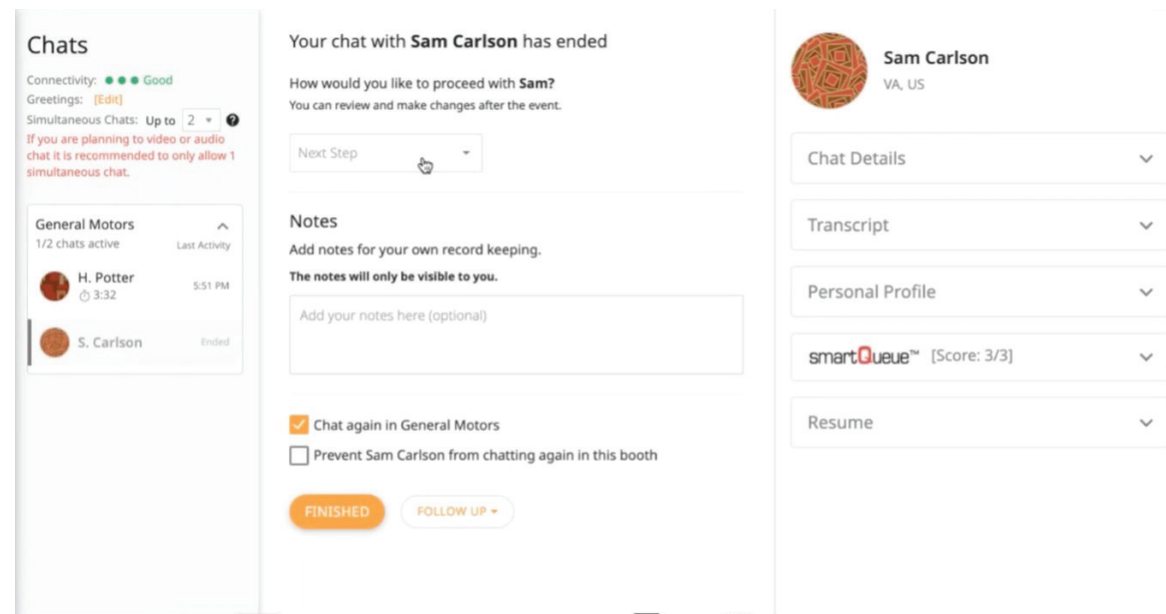 Chats
Connectivity: Good
Greetings: [Edit]
Simultaneous Chats: Up to 2 ?
If you are planning to video or audio
chat it is recommended to only allow 1
simultaneous chat.
General Motors
1/2 chats active Last Activity
H. Potter
3:32 5:51 PM
S. Carlson Ended
Your chat with Sam Carlson has ended
How would you like to proceed with Sam?
You can review and make changes after the event.
Next Step
Notes
Add notes for your own record keeping.
The notes will only be visible to you.
Add your notes here (optional)
Chat again in General Motors
Prevent Sam Carlson from chatting again in this booth
FINISHED FOLLOW UP
Sam Carlson
VA, US
Chat Details
Transcript
Personal Profile
smartQueue™ [Score: 3/3]
Resume